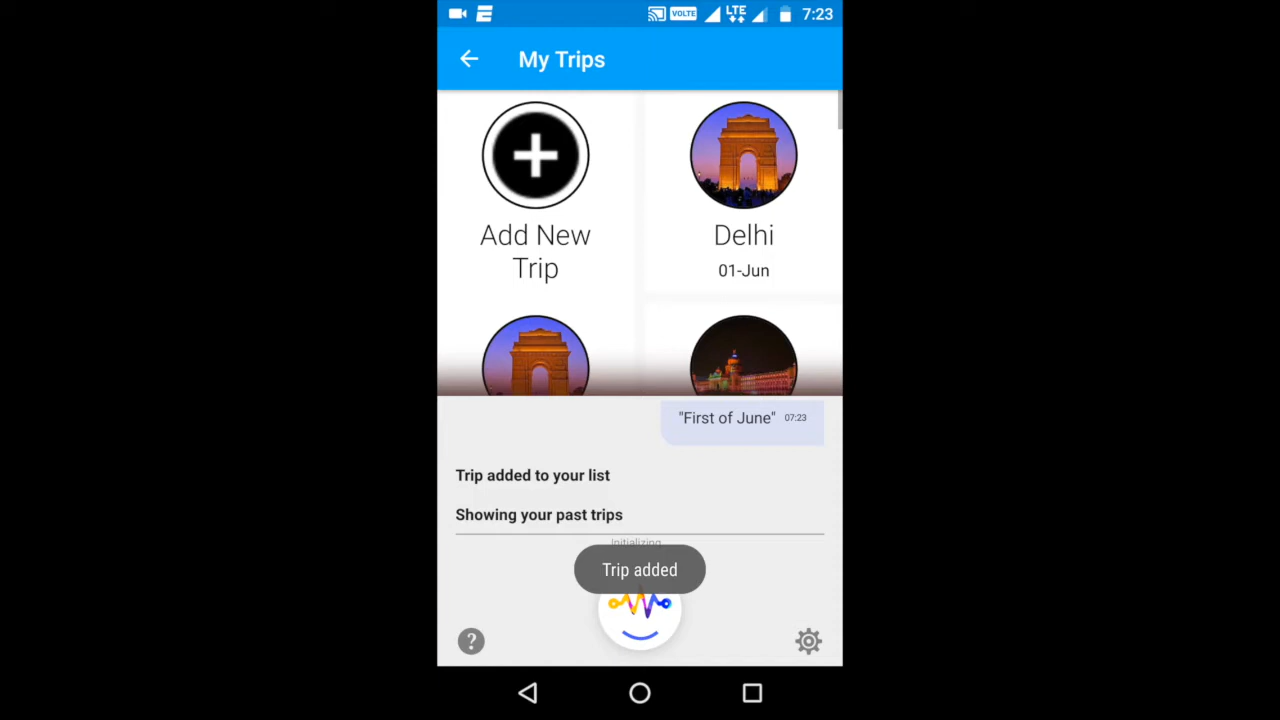 VOLTE LTE 7:23
My Trips
Add New
Trip
Delhi
01-Jun
"First of June" 07:23
Trip added to your list
Showing your past trips
Initializing
Trip added
?